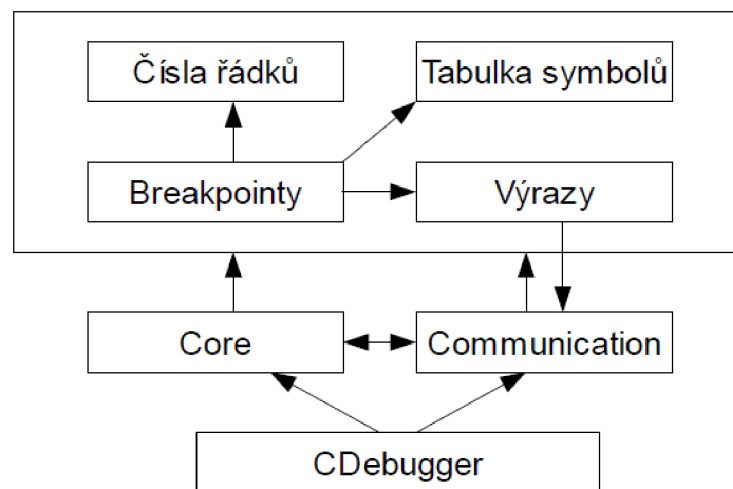 Čísla řádků
Tabulka symbolů
Breakpointy
Výrazy
Core
Communication
CDebugger